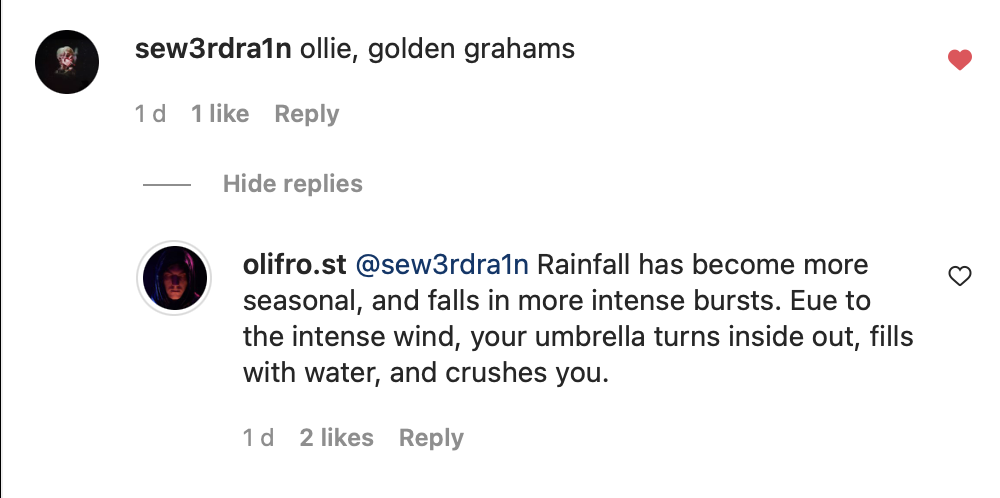 sew3rdra1n ollie, golden grahams
1 d 1 like Reply
Hide replies
olifro.st @sew3rdra1n Rainfall has become more
seasonal, and falls in more intense bursts. Eue to
the intense wind, your umbrella turns inside out, fills
with water, and crushes you.
1 d 2 likes Reply